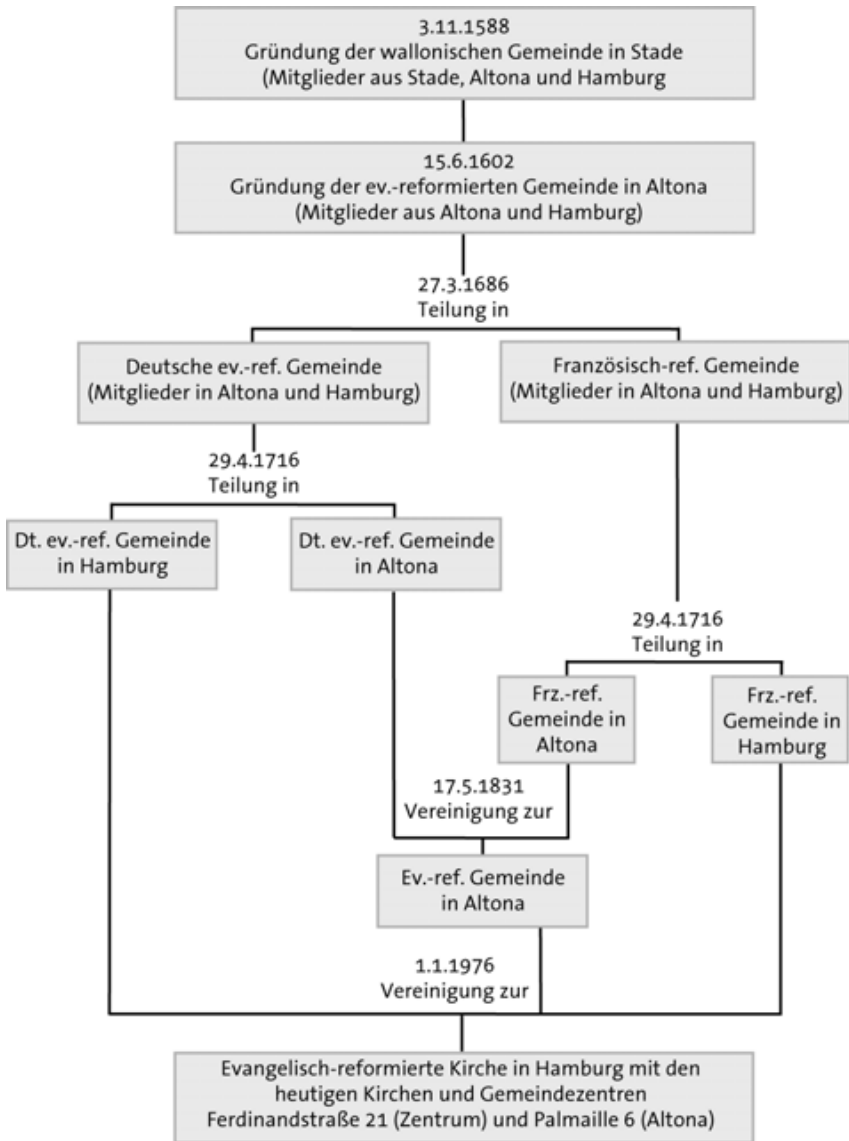 3.11.1588
Gründung der wallonischen Gemeinde in Stade
(Mitglieder aus Stade, Altona und Hamburg
15.6.1602
Gründung der ev.-reformierten Gemeinde in Altona
(Mitglieder aus Altona und Hamburg)
27.3.1686
Teilung in
Deutsche ev.-ref. Gemeinde
(Mitglieder in Altona und Hamburg)
Französisch-ref. Gemeinde
(Mitglieder in Altona und Hamburg)
29.4.1716
Teilung in
Dt. ev.-ref. Gemeinde
in Hamburg
Dt. ev.-ref. Gemeinde
in Altona
29.4.1716
Teilung in
Frz.-ref.
Gemeinde in
Altona
Frz.-ref.
Gemeinde in
Hamburg
17.5.1831
Vereinigung zur
Ev.-ref. Gemeinde
in Altona
1.1.1976
Vereinigung zur
Evangelisch-reformierte Kirche in Hamburg mit den
heutigen Kirchen und Gemeindezentren
Ferdinandstraße 21 (Zentrum) und Palmaille 6 (Altona)